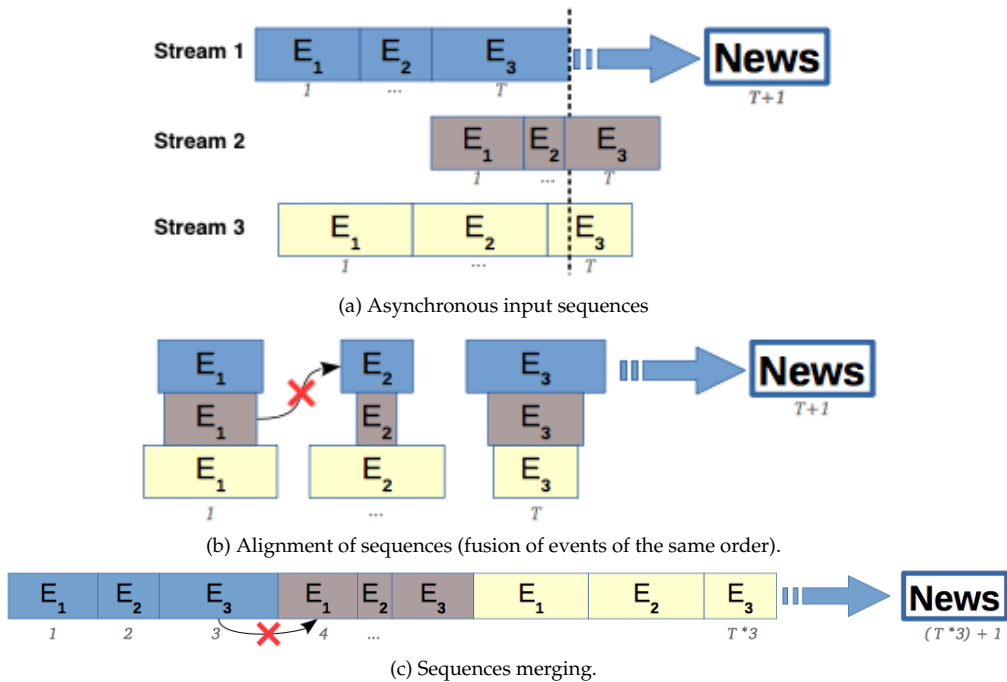 Stream 1 E1 E2 E3 News
1 ... T T+1
Stream 2 E1 E2 E3
1 ... T
Stream 3 E1 E2 E3
1 ... T
(a) Asynchronous input sequences
E1 E2 E3 News
E1 E2 E3 T+1
E1 E2 E3
1 ... T
(b) Alignment of sequences (fusion of events of the same order).
E1 E2 E3 E1 E2 E3 E1 E2 E3 News
1 2 3 4 ... T*3 (T*3) + 1
(c) Sequences merging.